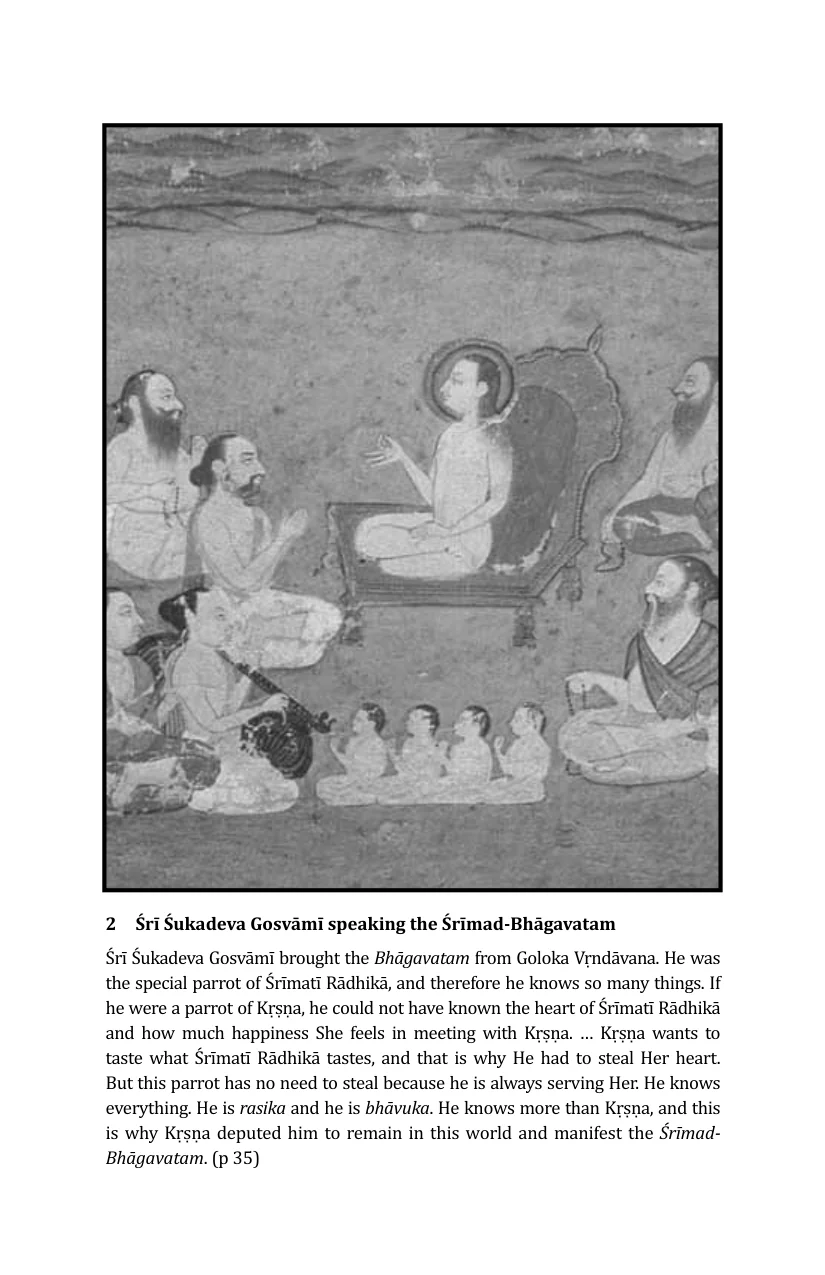 2 Śrī Śukadeva Gosvāmī speaking the Śrīmad-Bhāgavatam
Śrī Śukadeva Gosvāmī brought the Bhāgavatam from Goloka Vṛndāvana. He was
the special parrot of Śrīmatī Rādhikā, and therefore he knows so many things. If
he were a parrot of Kṛṣṇa, he could not have known the heart of Śrīmatī Rādhikā
and how much happiness She feels in meeting with Kṛṣṇa. … Kṛṣṇa wants to
taste what Śrīmatī Rādhikā tastes, and that is why He had to steal Her heart.
But this parrot has no need to steal because he is always serving Her. He knows
everything. He is rasika and he is bhāvuka. He knows more than Kṛṣṇa, and this
is why Kṛṣṇa deputed him to remain in this world and manifest the Śrīmad-
Bhāgavatam. (p 35)